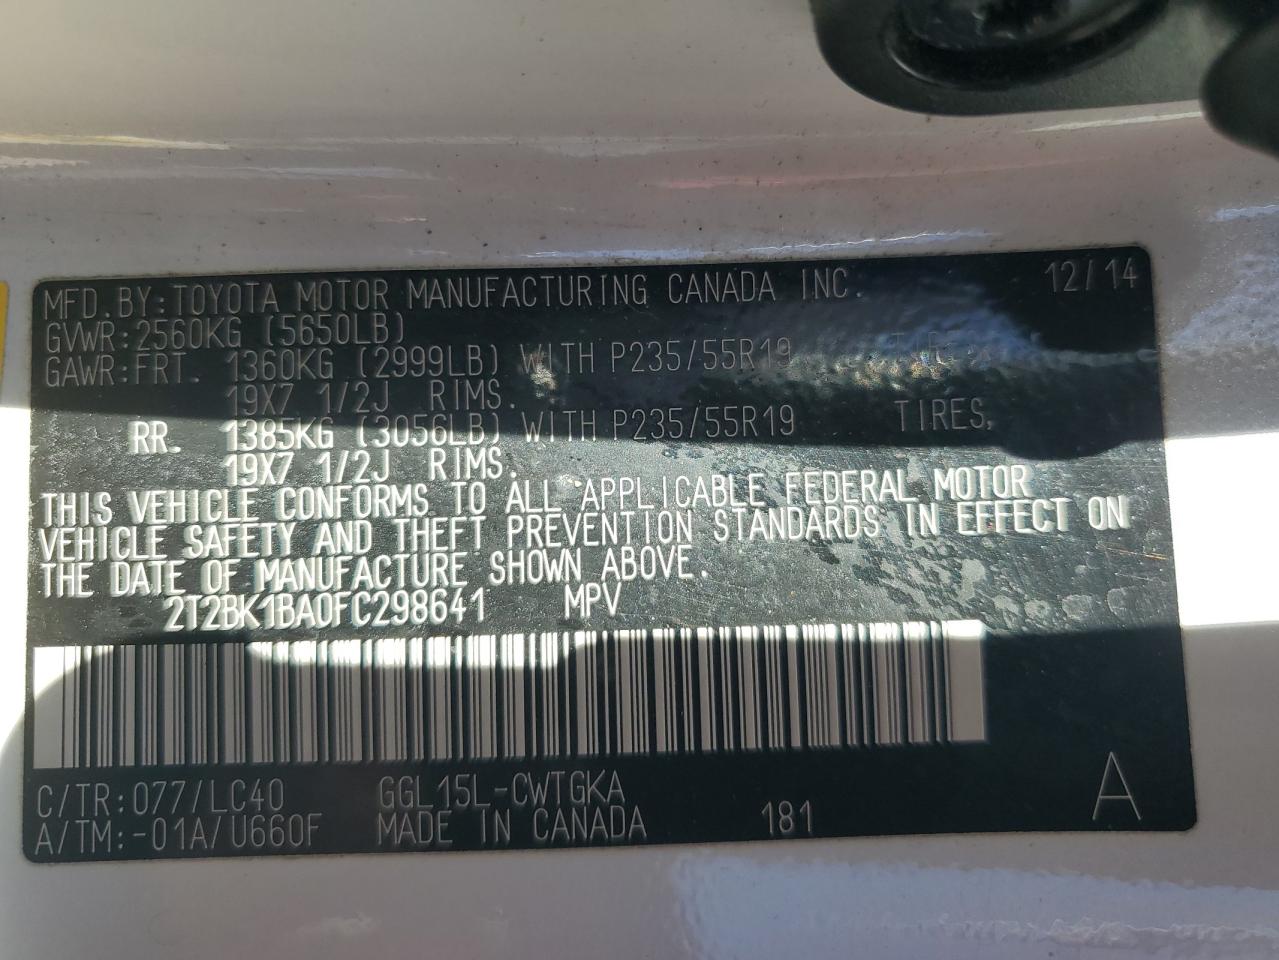 MFD.BY:TOYOTA MOTOR MANUFACTURING CANADA INC. 12/14
GVWR:2560KG (5650LB)
GAWR:FRT. 1360KG (2999LB) WITH P235/55R19 TIRES,
19X7 1/2J RIMS.
RR. 1385KG (3056LB) WITH P235/55R19 TIRES,
19X7 1/2J RIMS.
THIS VEHICLE CONFORMS TO ALL APPLICABLE FEDERAL MOTOR
VEHICLE SAFETY AND THEFT PREVENTION STANDARDS IN EFFECT ON
THE DATE OF MANUFACTURE SHOWN ABOVE.
2T2BK1BA0FC298641 MPV
C/TR:077/LC40 GGL15L-CWTGKA
A/TM:-01A/U660F MADE IN CANADA 181 A